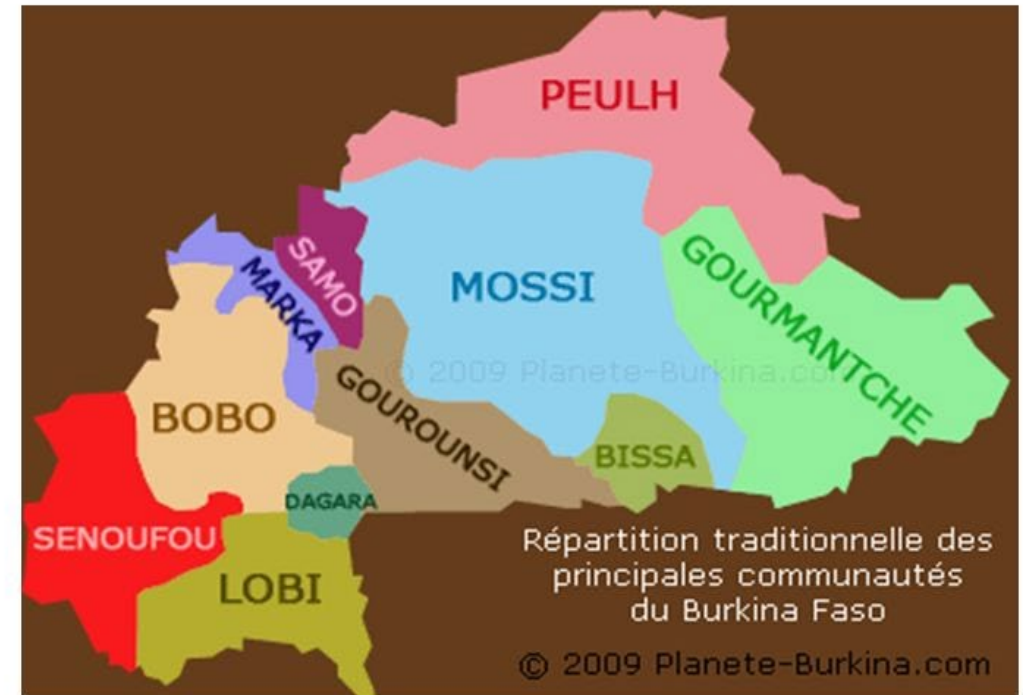 PEULH
SAMO
MARKA
MOSSI
GOURMANTCHE
© 2009 Planete-Burkina.com
GOUROUNSI
BOBO
BISSA
DAGARA
SENOUFOU
LOBI
Répartition traditionnelle des
principales communautés
du Burkina Faso
© 2009 Planete-Burkina.com